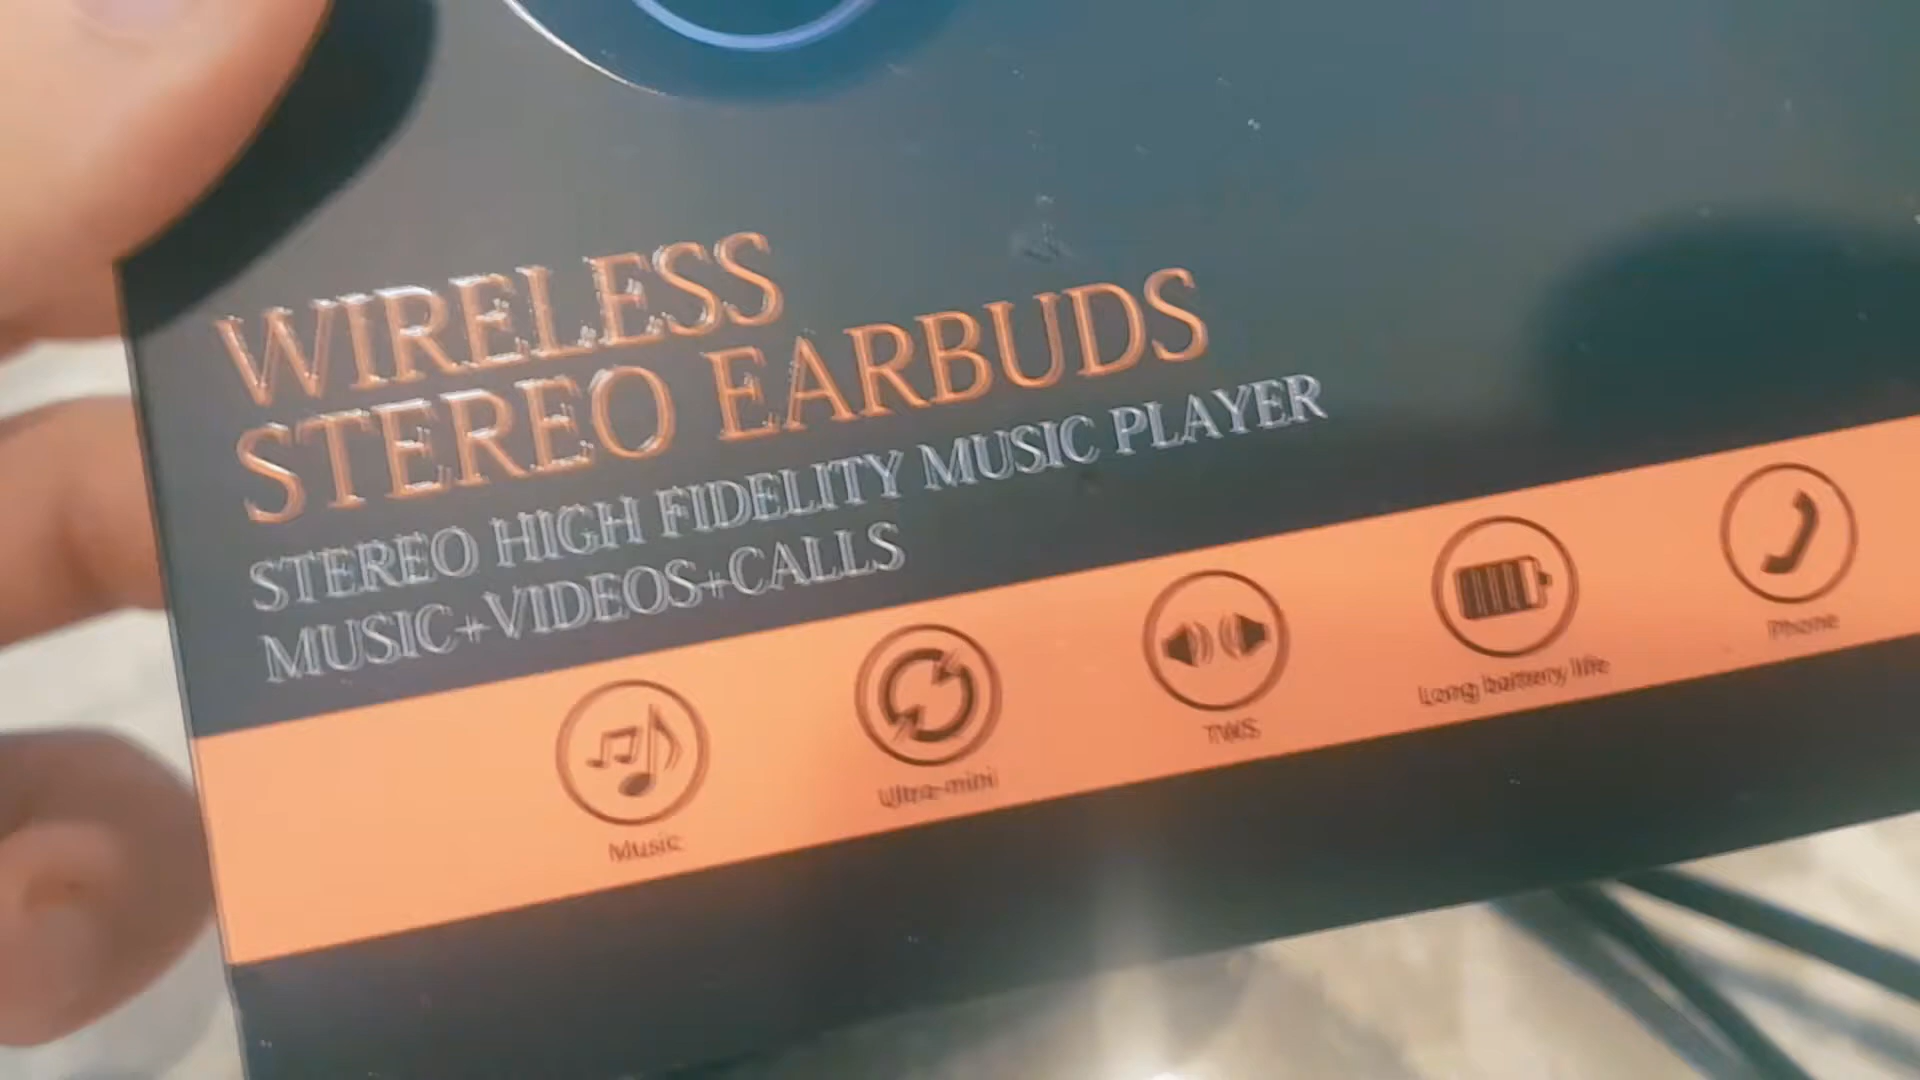 WIRELESS
STEREO EARBUDS
STEREO HIGH FIDELITY MUSIC PLAYER
MUSIC+VIDEOS+CALLS
Music
Ultra-mini
TWS
Long battery life
Phone